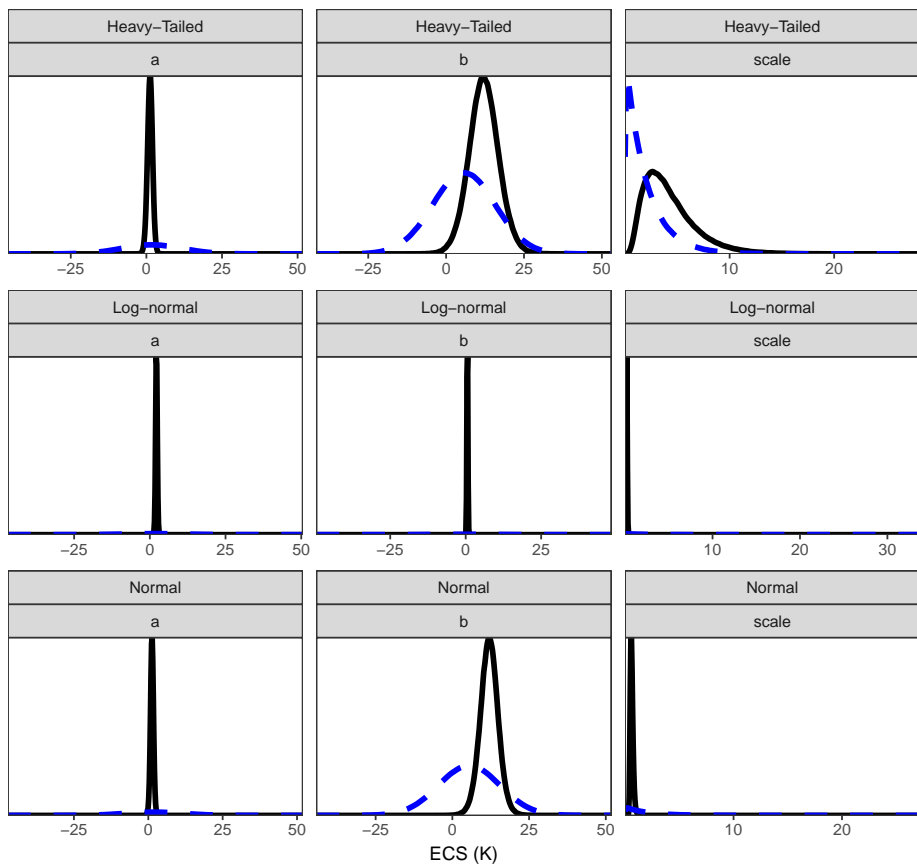 Heavy−Tailed Heavy−Tailed Heavy−Tailed
a b scale
−25 0 25 50 −25 0 25 50 10 20
Log−normal Log−normal Log−normal
a b scale
−25 0 25 50 −25 0 25 10 20 30
Normal Normal Normal
a b scale
−25 0 25 50 −25 0 25 50 10 20
ECS (K)